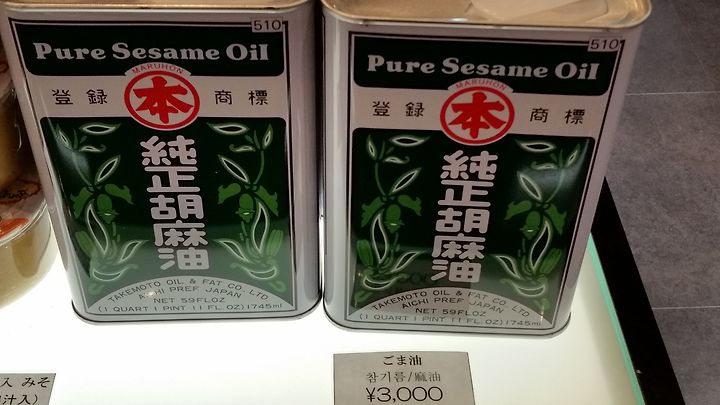 510
Pure Sesame Oil
MARUHON
登録 本 商標
純正胡麻油
TAKEMOTO OIL & FAT CO., LTD.
AICHI PREF. JAPAN
NET 59FLOZ
(1 QUART 1 PINT 11 FL. OZ) 1745ml
510
Pure Sesame Oil
MARUHON
登録 本 商標
純正胡麻油
TAKEMOTO OIL & FAT CO., LTD.
AICHI PREF. JAPAN
NET 59FLOZ
(1 QUART 1 PINT 11 FL. OZ) 1745ml
ごま油
참기름/麻油
¥3,000
入 みそ
汁入)